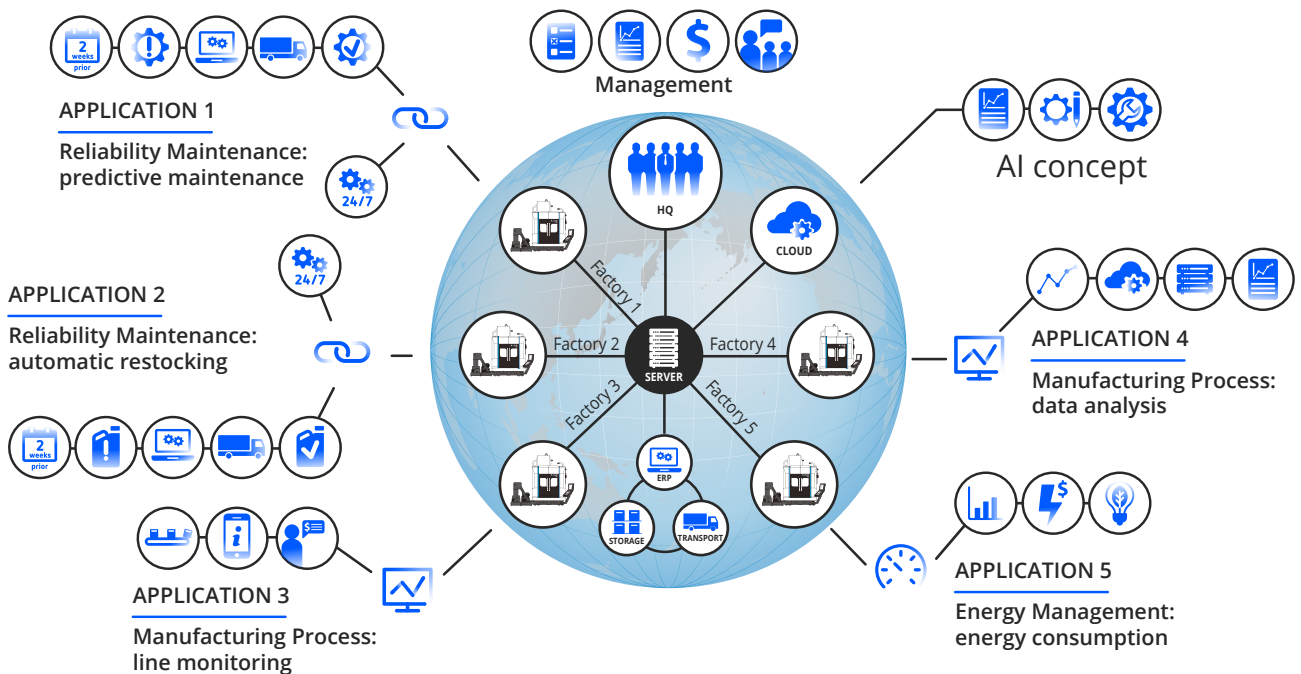 2
weeks
prior
APPLICATION 1
Reliability Maintenance:
predictive maintenance
24/7
Management
$
AI concept
HQ
CLOUD
Factory 1
Factory 2
Factory 3
Factory 4
Factory 5
SERVER
ERP
STORAGE
TRANSPORT
24/7
APPLICATION 2
Reliability Maintenance:
automatic restocking
2
weeks
prior
i
$
APPLICATION 3
Manufacturing Process:
line monitoring
APPLICATION 4
Manufacturing Process:
data analysis
$
APPLICATION 5
Energy Management:
energy consumption